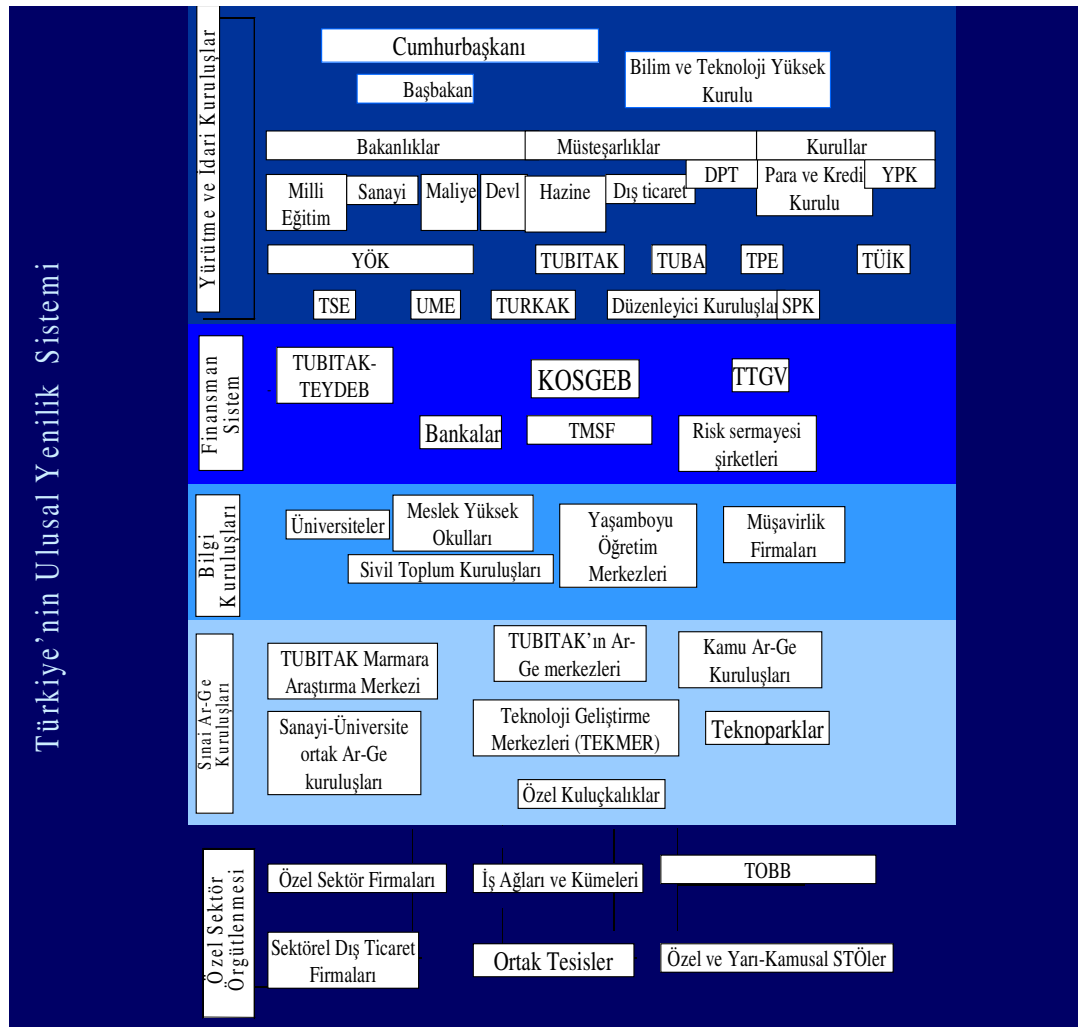 Türkiye’nin Ulusal Yenilik Sistemi
Yürütme ve İdari Kuruluşlar
Cumhurbaşkanı
Başbakan
Bilim ve Teknoloji Yüksek
Kurulu
Bakanlıklar
Müsteşarlıklar
Kurullar
Milli
Eğitim
Sanayi
Maliye
Devl
Hazine
Dış ticaret
DPT
Para ve Kredi
Kurulu
YPK
YÖK
TUBITAK
TUBA
TPE
TÜİK
TSE
UME
TURKAK
Düzenleyici Kuruluşlar
SPK
Finansman
Sistem
TUBITAK-
TEYDEB
KOSGEB
TTGV
Bankalar
TMSF
Risk sermayesi
şirketleri
Bilgi
Kuruluşları
Üniversiteler
Meslek Yüksek
Okulları
Yaşamboyu
Öğretim
Merkezleri
Müşavirlik
Firmaları
Sivil Toplum Kuruluşları
Sınai Ar-Ge
Kuruluşları
TUBITAK Marmara
Araştırma Merkezi
TUBITAK’ın Ar-
Ge merkezleri
Kamu Ar-Ge
Kuruluşları
Sanayi-Üniversite
ortak Ar-Ge
kuruluşları
Teknoloji Geliştirme
Merkezleri (TEKMER)
Teknoparklar
Özel Kuluçkalıklar
Özel Sektör
Örgütlenmesi
Özel Sektör Firmaları
İş Ağları ve Kümeleri
TOBB
Sektörel Dış Ticaret
Firmaları
Ortak Tesisler
Özel ve Yarı-Kamusal STÖler